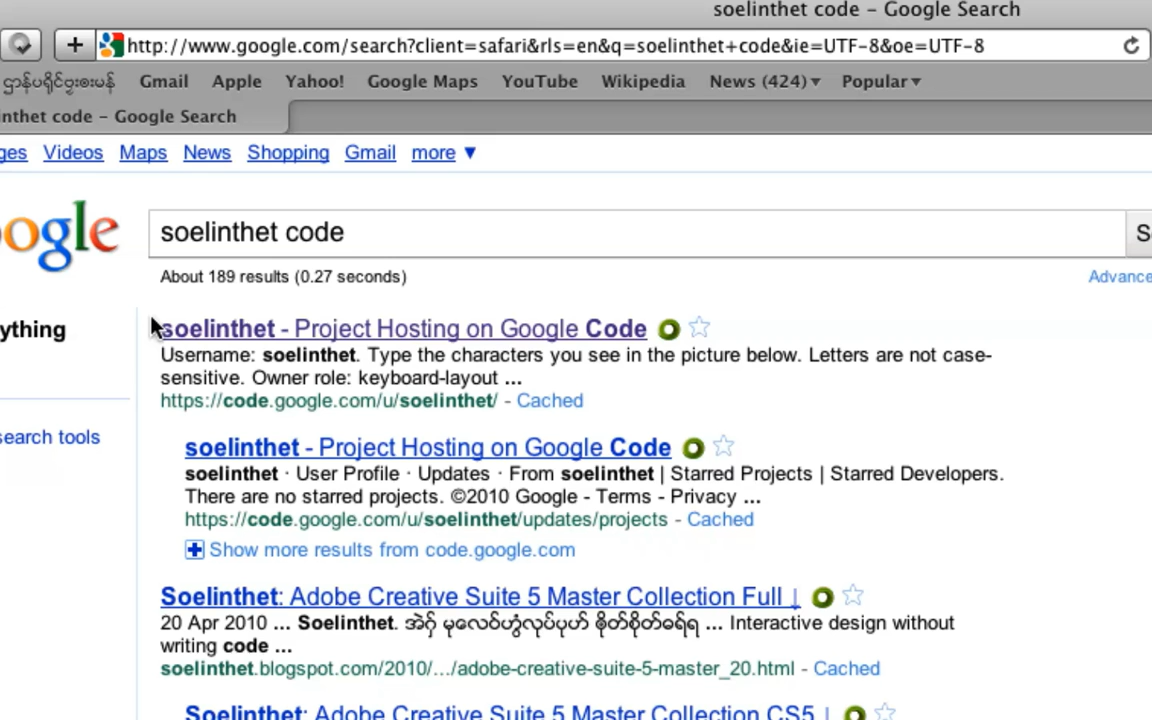 soelinthet code – Google Search
http://www.google.com/search?client=safari&rls=en&q=soelinthet+code&ie=UTF-8&oe=UTF-8
Gmail Apple Yahoo! Google Maps YouTube Wikipedia News (424)▾ Popular▾
nthet code – Google Search
ges Videos Maps News Shopping Gmail more ▼
ogle
soelinthet code
S
About 189 results (0.27 seconds)
Advance
ything
soelinthet - Project Hosting on Google Code
Username: soelinthet. Type the characters you see in the picture below. Letters are not case-
sensitive. Owner role: keyboard-layout ...
https://code.google.com/u/soelinthet/ - Cached
search tools
soelinthet - Project Hosting on Google Code
soelinthet · User Profile · Updates · From soelinthet | Starred Projects | Starred Developers.
There are no starred projects. ©2010 Google - Terms - Privacy ...
https://code.google.com/u/soelinthet/updates/projects - Cached
Show more results from code.google.com
Soelinthet: Adobe Creative Suite 5 Master Collection Full ↓
20 Apr 2010 ... Soelinthet. ... Interactive design without
writing code ...
soelinthet.blogspot.com/2010/.../adobe-creative-suite-5-master_20.html - Cached
Soelinthet: Adobe Creative Suite 5 Master Collection CS5 ↓